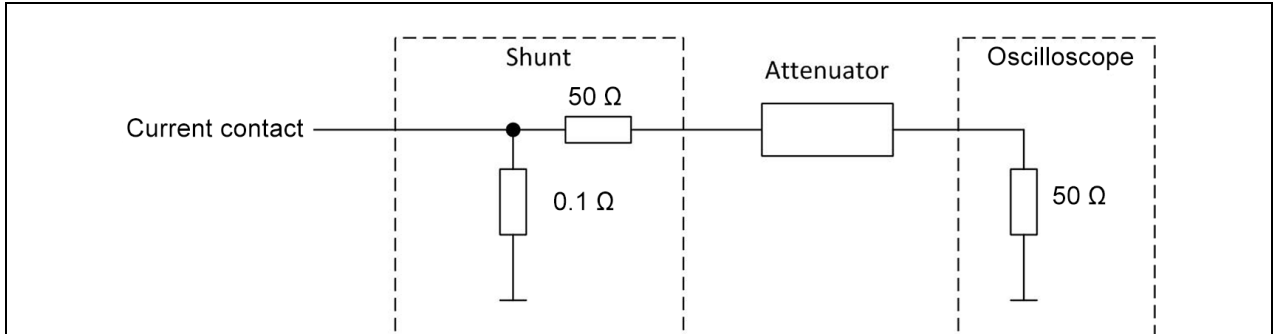 Shunt
Oscilloscope
Attenuator
50 Ω
Current contact
0.1 Ω
50 Ω